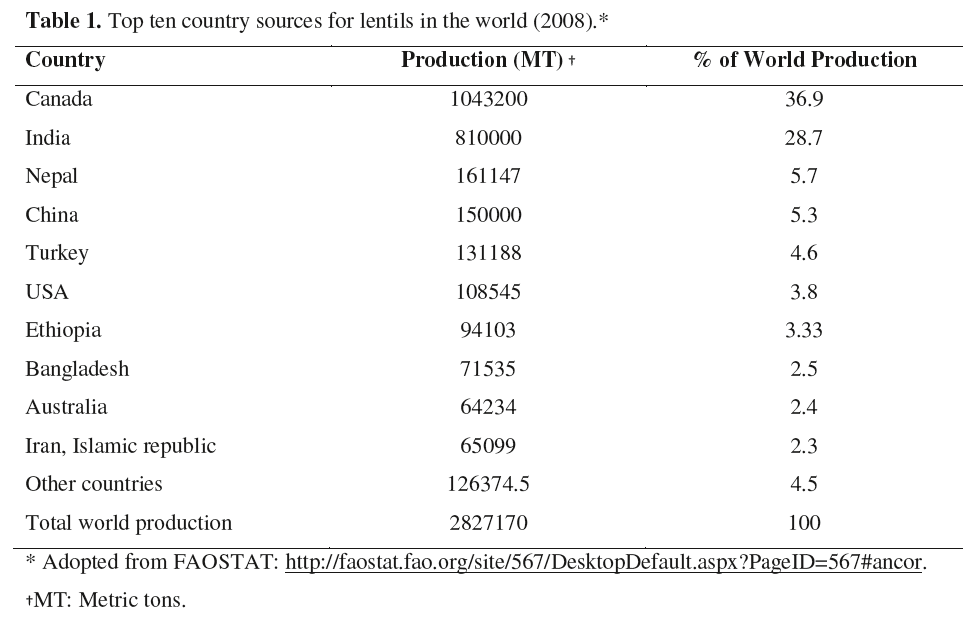 Table 1. Top ten country sources for lentils in the world (2008).*
Country Production (MT) † % of World Production
Canada 1043200 36.9
India 810000 28.7
Nepal 161147 5.7
China 150000 5.3
Turkey 131188 4.6
USA 108545 3.8
Ethiopia 94103 3.33
Bangladesh 71535 2.5
Australia 64234 2.4
Iran, Islamic republic 65099 2.3
Other countries 126374.5 4.5
Total world production 2827170 100
* Adopted from FAOSTAT: http://faostat.fao.org/site/567/DesktopDefault.aspx?PageID=567#ancor.
†MT: Metric tons.